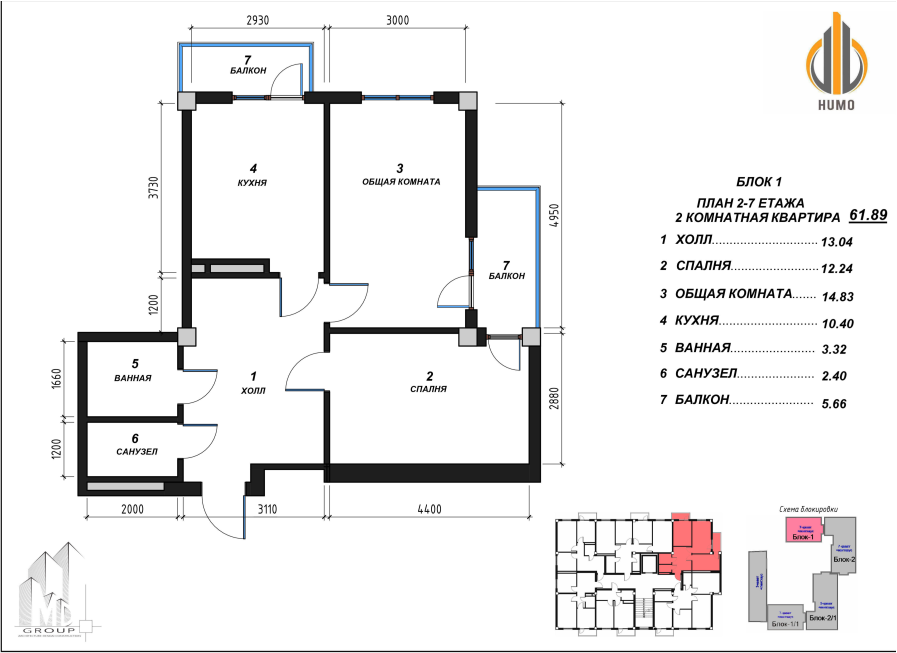 2930
3000
7
БАЛКОН
HUMO
4
КУХНЯ
3
ОБЩАЯ КОМНАТА
3730
4950
1200
7
БАЛКОН
БЛОК 1
ПЛАН 2-7 ЕТАЖА
2 КОМНАТНАЯ КВАРТИРА 61.89
1 ХОЛЛ 13.04
2 СПАЛНЯ 12.24
3 ОБЩАЯ КОМНАТА 14.83
4 КУХНЯ 10.40
5 ВАННАЯ 3.32
6 САНУЗЕЛ 2.40
7 БАЛКОН 5.66
5
ВАННАЯ
1
ХОЛЛ
2
СПАЛНЯ
1660
2880
6
САНУЗЕЛ
1200
2000
3110
4400
Схема Блокировки
Блок-1
Блок-2
Блок-1/1
Блок-2/1
GROUP